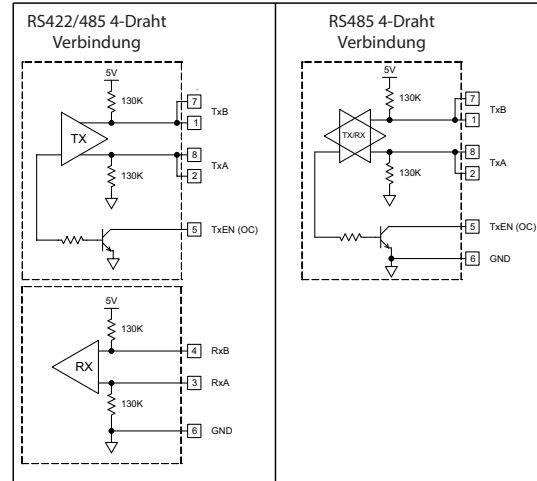 RS422/485 4-Draht
Verbindung
5V
130K
7
TxB
1
TX
8
TxA
130K
2
5 TxEN (OC)
5V
130K
4 RxB
RX
3 RxA
130K
6 GND
RS485 4-Draht
Verbindung
5V
130K
7
TxB
1
TX/RX
8
TxA
130K
2
5 TxEN (OC)
6 GND